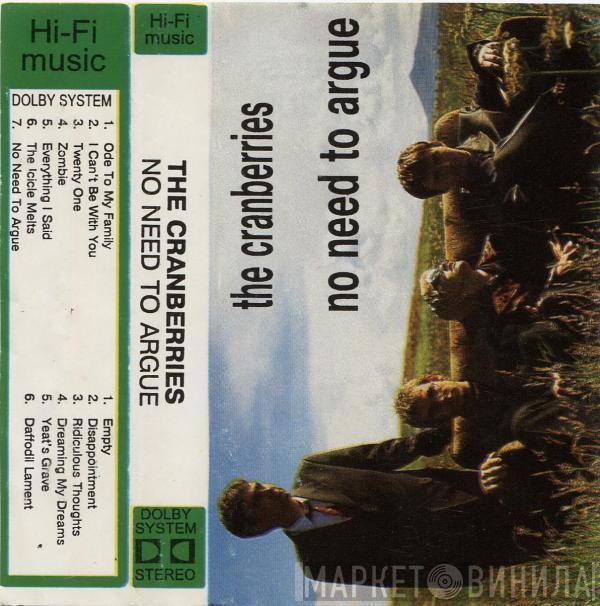 Hi-Fi
music
DOLBY SYSTEM
1. Ode To My Family
2. I Can't Be With You
3. Twenty One
4. Zombie
5. Everything I Said
6. The Icicle Melts
7. No Need To Argue
1. Empty
2. Disappointment
3. Ridiculous Thoughts
4. Dreaming My Dreams
5. Yeat's Grave
6. Daffodil Lament
Hi-Fi
music
THE CRANBERRIES
NO NEED TO ARGUE
DOLBY
SYSTEM
STEREO
the cranberries
no need to argue
МАРКЕТ ВИНИЛА